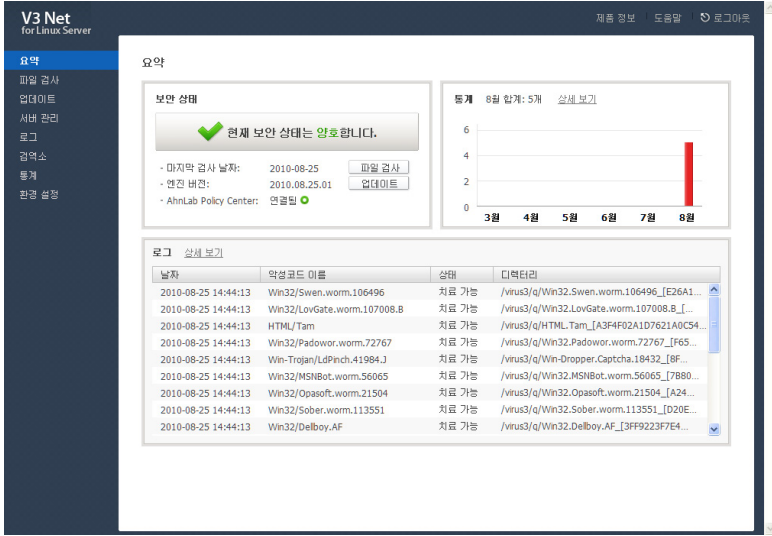 V3 Net
for Linux Server
제품 정보 도움말 로그아웃
요약
파일 검사
업데이트
서버 관리
로그
검역소
통계
환경 설정
요약
보안 상태
현재 보안 상태는 양호합니다.
- 마지막 검사 날짜: 2010-08-25 파일 검사
- 엔진 버전: 2010.08.25.01 업데이트
- AhnLab Policy Center: 연결됨
통계 8월 합계: 5개 상세 보기
6
4
2
0
3월 4월 5월 6월 7월 8월
로그 상세 보기
날짜 악성코드 이름 상태 디렉터리
2010-08-25 14:44:13 Win32/Swen.worm.106496 치료 가능 /virus3/q/Win32.Swen.worm.106496_[E26A1...
2010-08-25 14:44:13 Win32/LovGate.worm.107008.B 치료 가능 /virus3/q/Win32.LovGate.worm.107008.B_[...
2010-08-25 14:44:13 HTML/Tam 치료 가능 /virus3/q/HTML.Tam_[A3F4F02A1D7621A0C54...
2010-08-25 14:44:13 Win32/Padowor.worm.72767 치료 가능 /virus3/q/Win32.Padowor.worm.72767_[F65...
2010-08-25 14:44:13 Win-Trojan/LdPinch.41984.J 치료 가능 /virus3/q/Win-Dropper.Captcha.18432_[8F...
2010-08-25 14:44:13 Win32/MSNBot.worm.56065 치료 가능 /virus3/q/Win32.MSNBot.worm.56065_[7B80...
2010-08-25 14:44:13 Win32/Opasoft.worm.21504 치료 가능 /virus3/q/Win32.Opasoft.worm.21504_[A24...
2010-08-25 14:44:13 Win32/Sober.worm.113551 치료 가능 /virus3/q/Win32.Sober.worm.113551_[D20E...
2010-08-25 14:44:13 Win32/Dellboy.AF 치료 가능 /virus3/q/Win32.Dellboy.AF_[3FF9223F7E4...